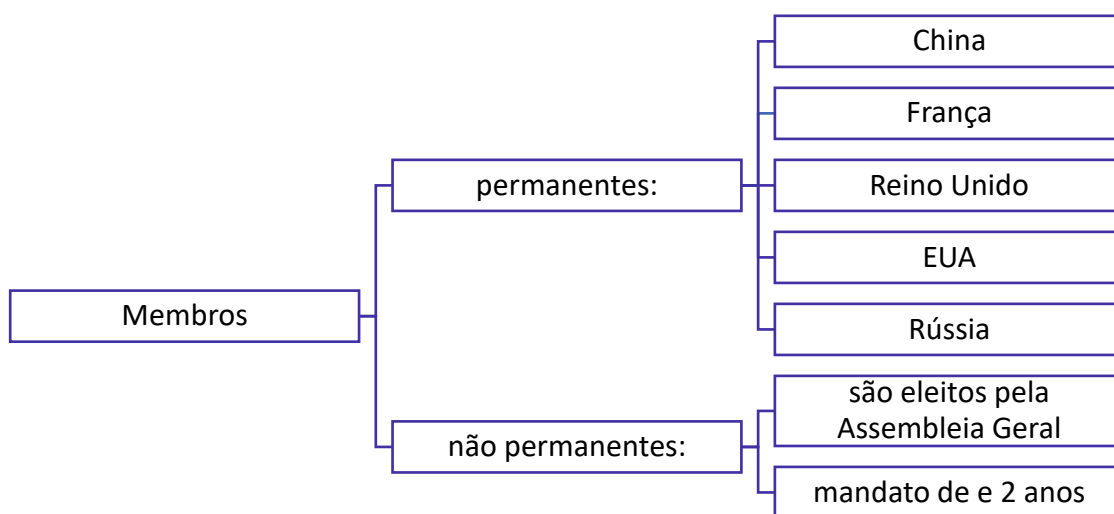 Membros
permanentes:
China
França
Reino Unido
EUA
Rússia
não permanentes:
são eleitos pela
Assembleia Geral
mandato de e 2 anos